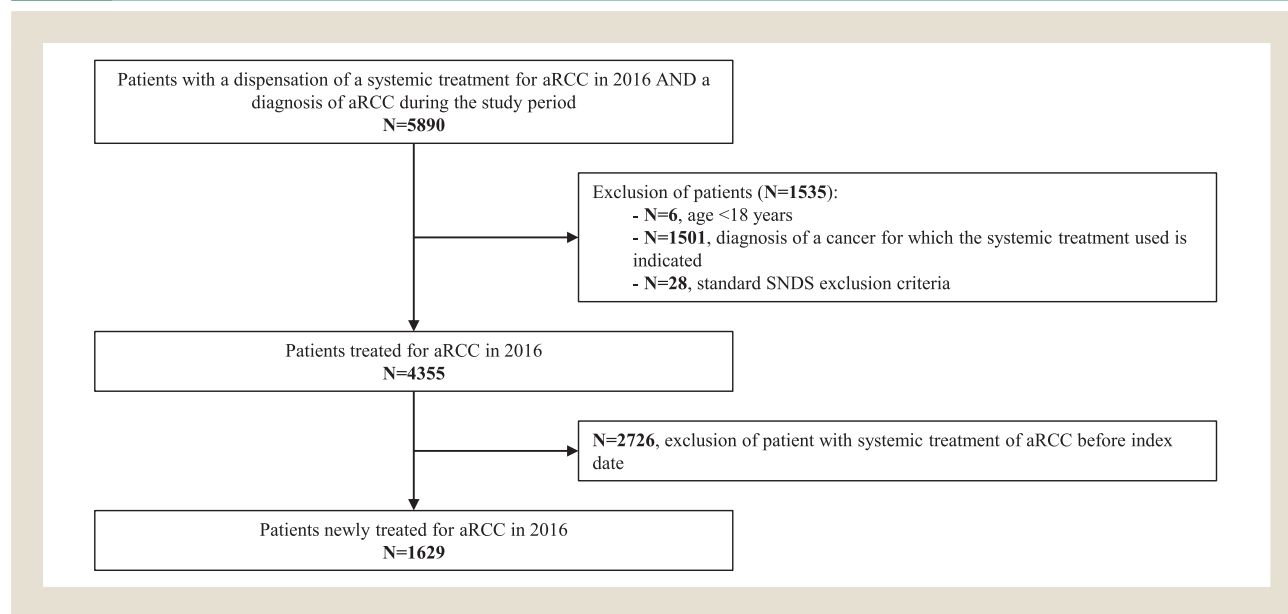 Patients with a dispensation of a systemic treatment for aRCC in 2016 AND a
diagnosis of aRCC during the study period
N=5890
Exclusion of patients (N=1535):
- N=6, age <18 years
- N=1501, diagnosis of a cancer for which the systemic treatment used is
indicated
- N=28, standard SNDS exclusion criteria
Patients treated for aRCC in 2016
N=4355
N=2726, exclusion of patient with systemic treatment of aRCC before index
date
Patients newly treated for aRCC in 2016
N=1629